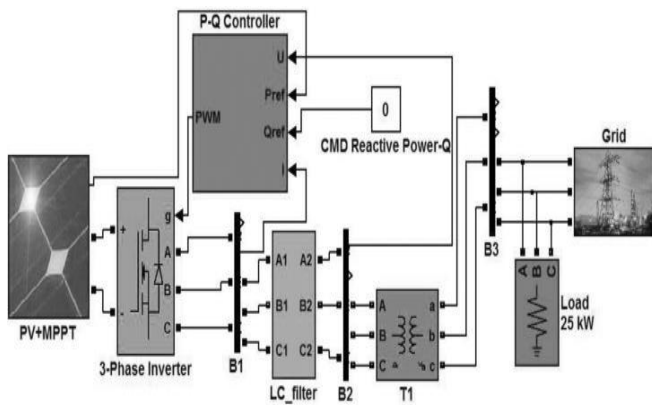 P-Q Controller
U
Pref
PWM
Qref
I
0
CMD Reactive Power-Q
Grid
PV+MPPT
+
-
g
A
B
C
3-Phase Inverter
B1
A1 A2
B1 B2
C1 C2
LC_filter
B2
A a
B b
C c
T1
B3
A B C
Load
25 kW